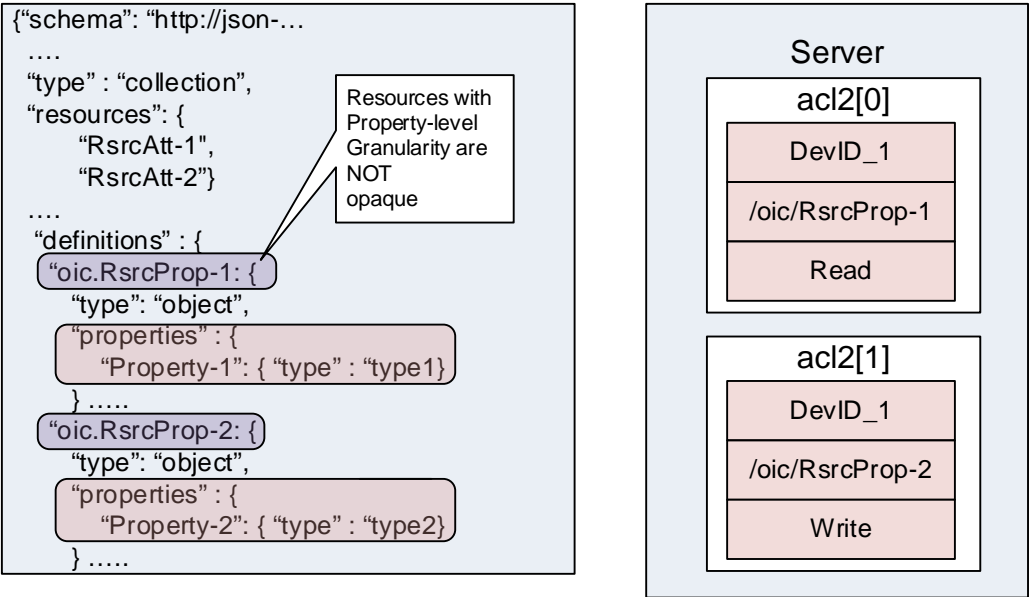 {“schema”: “http://json-…
….
“type” : “collection”,
“resources”: {
“RsrcAtt-1",
“RsrcAtt-2”}
….
“definitions” : {
“oic.RsrcProp-1: {
“type”: “object”,
“properties” : {
“Property-1”: { “type” : “type1}
} …..
“oic.RsrcProp-2: {
“type”: “object”,
“properties” : {
“Property-2”: { “type” : “type2}
} …..
Resources with
Property-level
Granularity are
NOT
opaque
Server
acl2[0]
DevID_1
/oic/RsrcProp-1
Read
acl2[1]
DevID_1
/oic/RsrcProp-2
Write